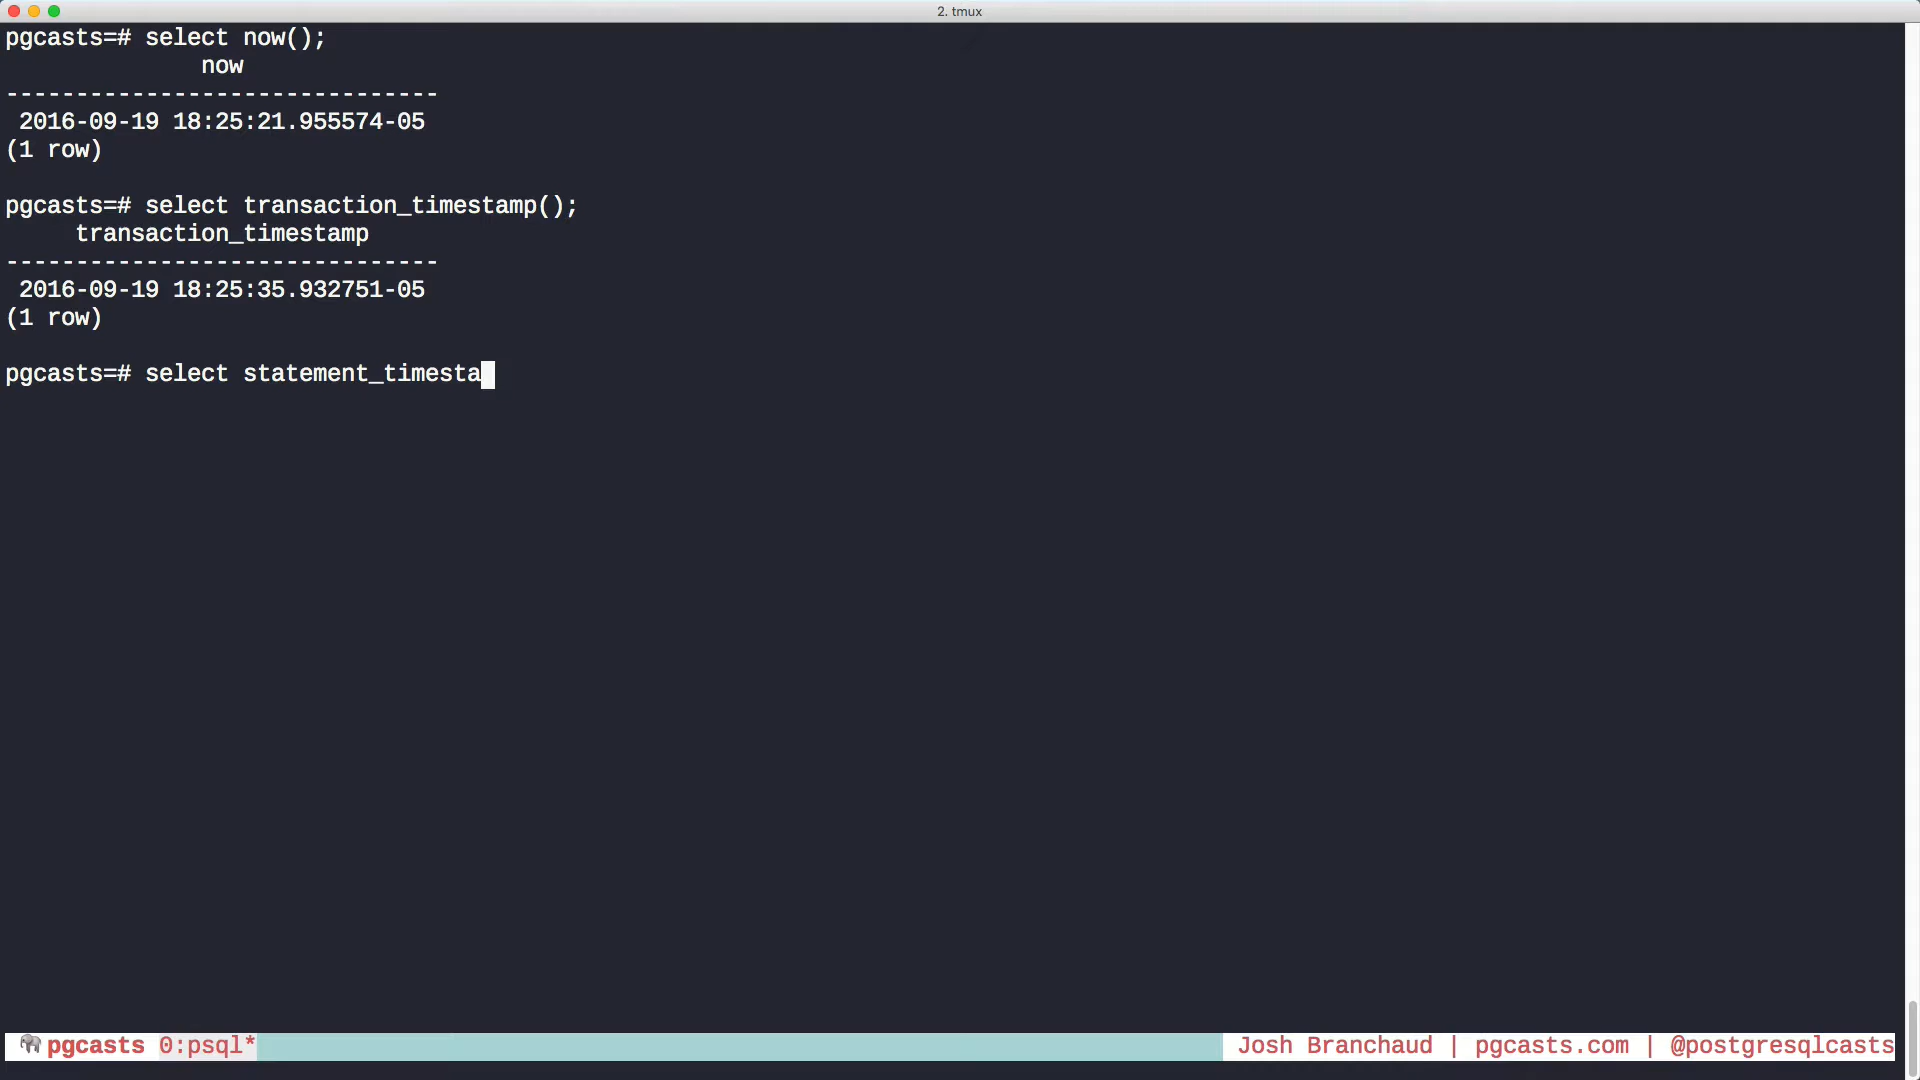 2. tmux
pgcasts=# select now();
now
-------------------------------
2016-09-19 18:25:21.955574-05
(1 row)
pgcasts=# select transaction_timestamp();
transaction_timestamp
-------------------------------
2016-09-19 18:25:35.932751-05
(1 row)
pgcasts=# select statement_timesta
🐘 pgcasts 0:psql* Josh Branchaud | pgcasts.com | @postgresqlcasts